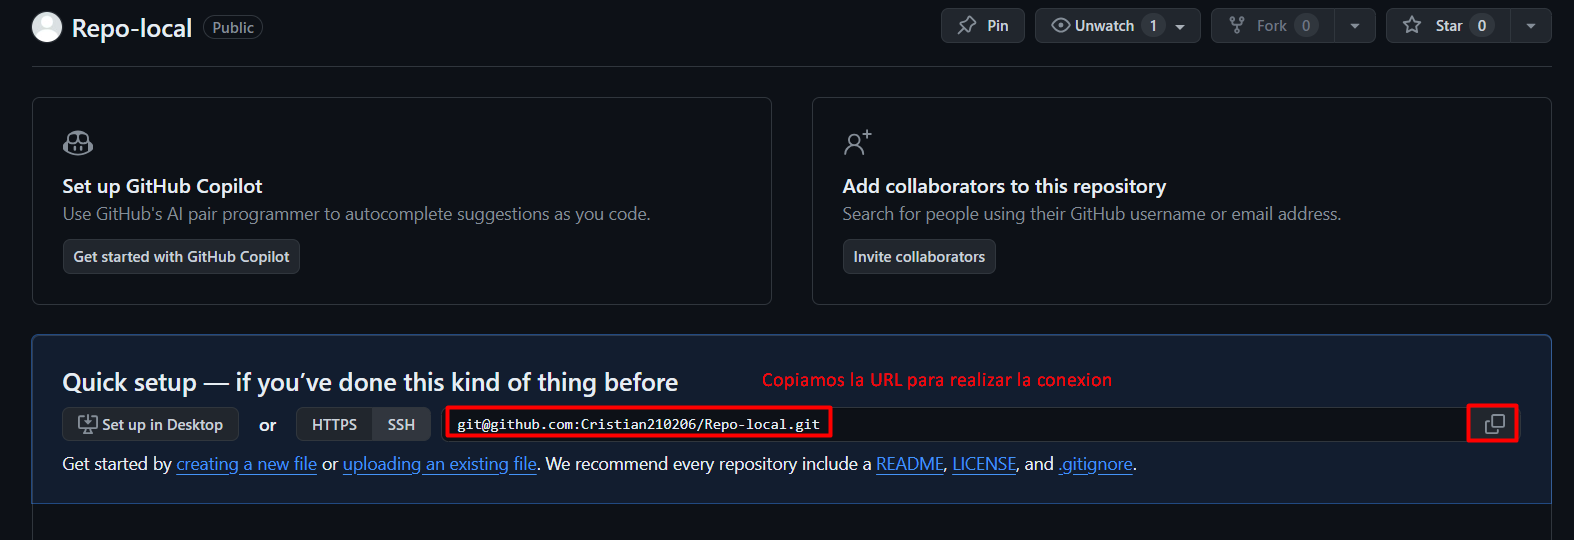 Repo-local Public Pin Unwatch 1 Fork 0 Star 0
Set up GitHub Copilot
Use GitHub's AI pair programmer to autocomplete suggestions as you code.
Get started with GitHub Copilot
Add collaborators to this repository
Search for people using their GitHub username or email address.
Invite collaborators
Quick setup — if you’ve done this kind of thing before
Copiamos la URL para realizar la conexion
Set up in Desktop or HTTPS SSH git@github.com:Cristian210206/Repo-local.git
Get started by creating a new file or uploading an existing file. We recommend every repository include a README, LICENSE, and .gitignore.